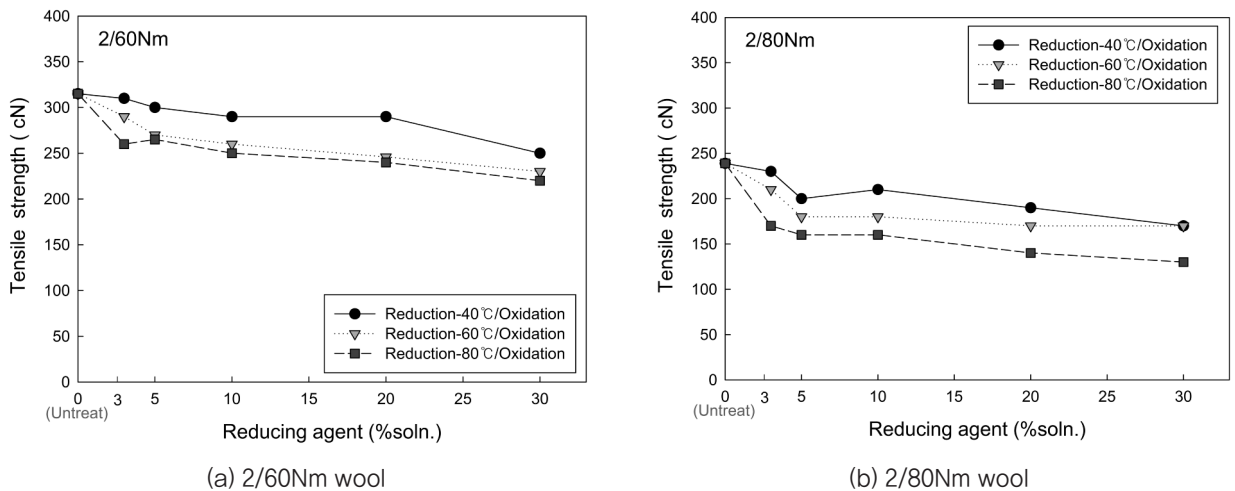 2/60Nm
400
350
300
250
200
150
100
50
0
Tensile strength ( cN)
Reduction-40℃/Oxidation
Reduction-60℃/Oxidation
Reduction-80℃/Oxidation
0 3 5 10 15 20 25 30
(Untreat)
Reducing agent (%soln.)
(a) 2/60Nm wool
2/80Nm
400
350
300
250
200
150
100
50
0
Tensile strength ( cN)
Reduction-40℃/Oxidation
Reduction-60℃/Oxidation
Reduction-80℃/Oxidation
0 3 5 10 15 20 25 30
(Untreat)
Reducing agent (%soln.)
(b) 2/80Nm wool